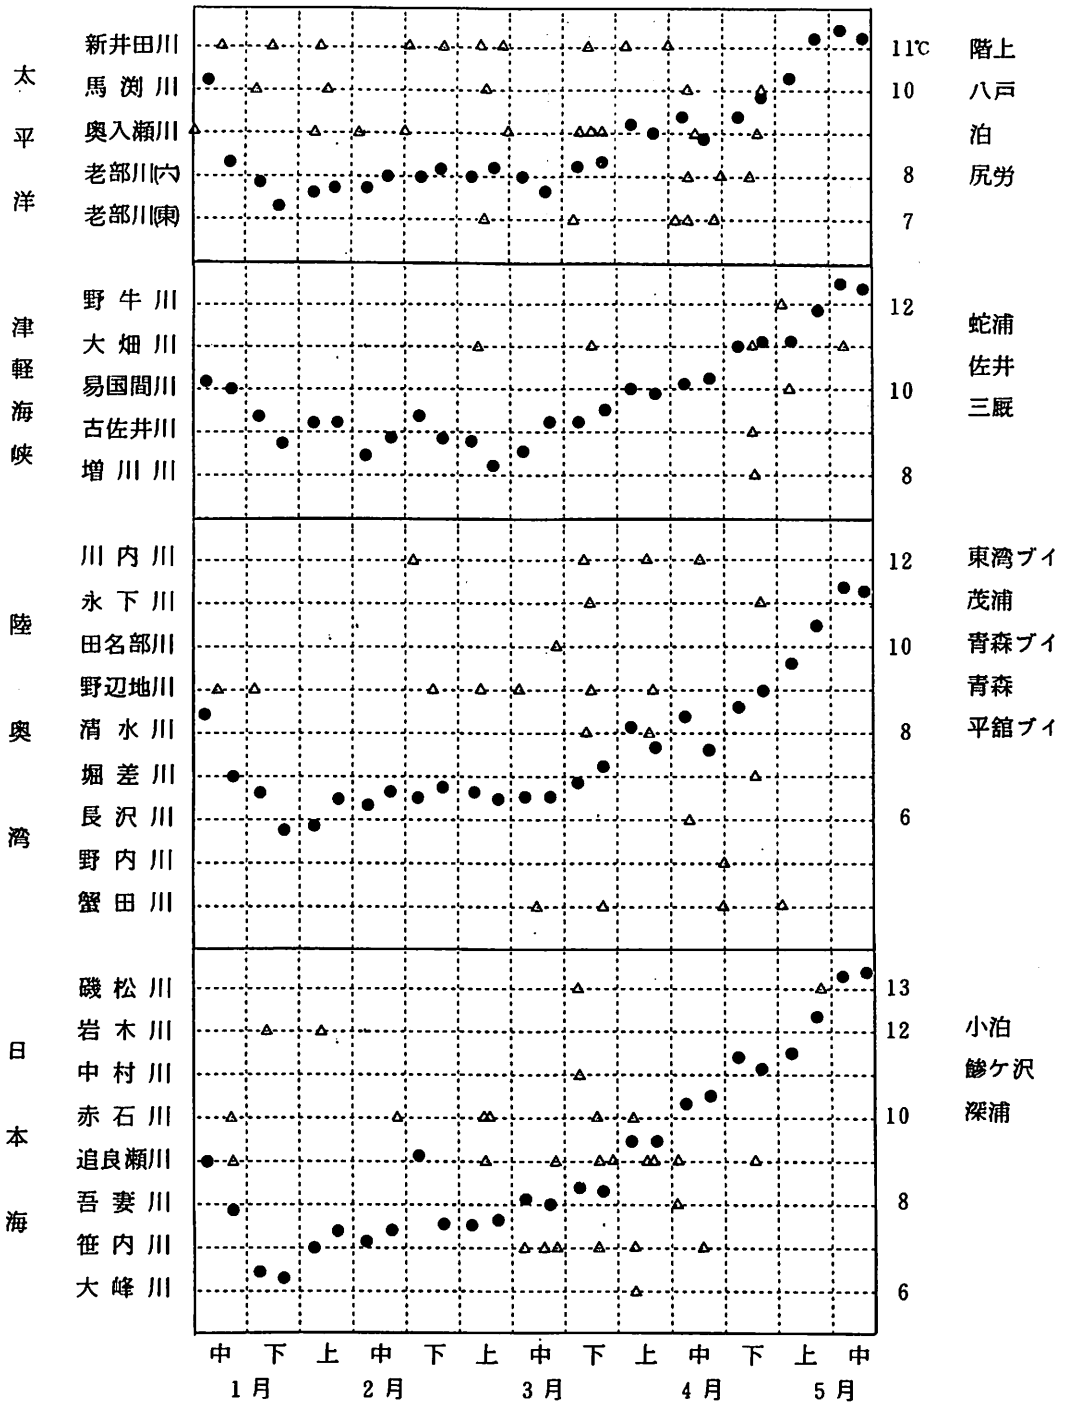 太平洋
新井田川 11℃ 階上
馬渕川 10 八戸
奥入瀬川 泊
老部川(六) 8 尻労
老部川(東) 7
津軽海峡
野牛川 12 蛇浦
大畑川 佐井
易国間川 10 三厩
古佐井川
増川川 8
陸奥湾
川内川 12 東湾ブイ
永下川 茂浦
田名部川 10 青森ブイ
野辺地川 青森
清水川 8 平舘ブイ
堀差川
長沢川 6
野内川
蟹田川
日本海
磯松川 13
岩木川 12 小泊
中村川 鰺ケ沢
赤石川 10 深浦
追良瀬川
吾妻川 8
笹内川
大峰川 6
中 下 上 中 下 上 中 下 上 中 下 上 中
1月 2月 3月 4月 5月